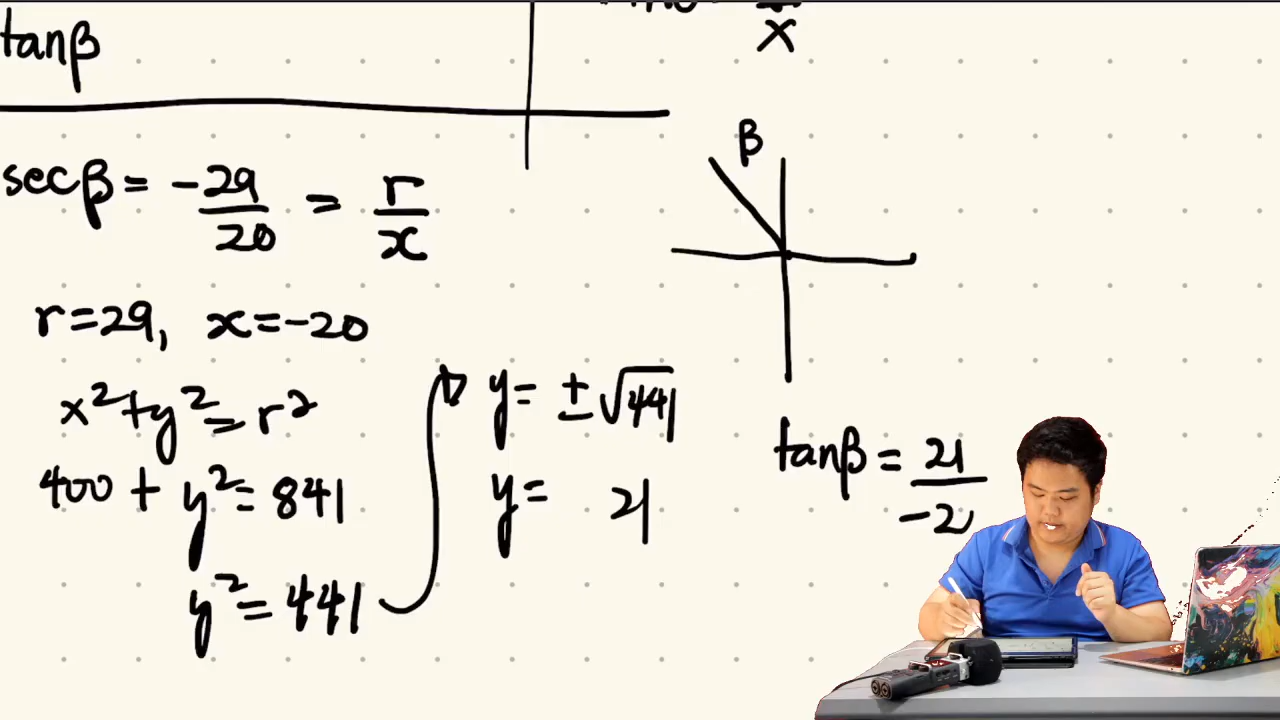 tanβ
x
β
secβ = -29/20 = r/x
r=29, x=-20
x²+y²=r²
400 + y²=841
y²=441
y= ±√441
y= 21
tanβ = 21/-2